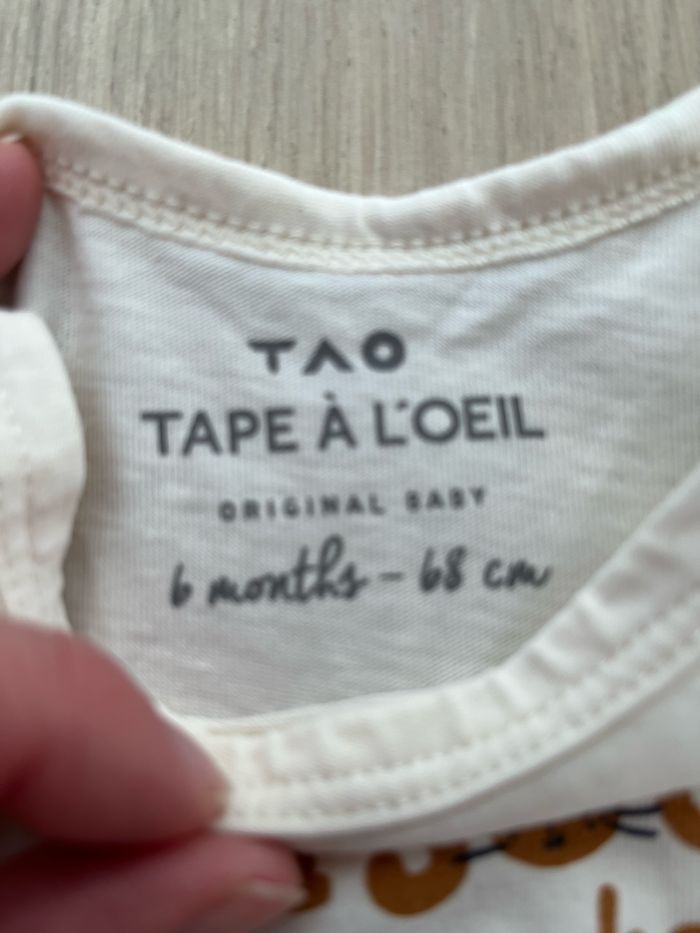 TAO
TAPE À L'OEIL
ORIGINAL BABY
6 months - 68 cm